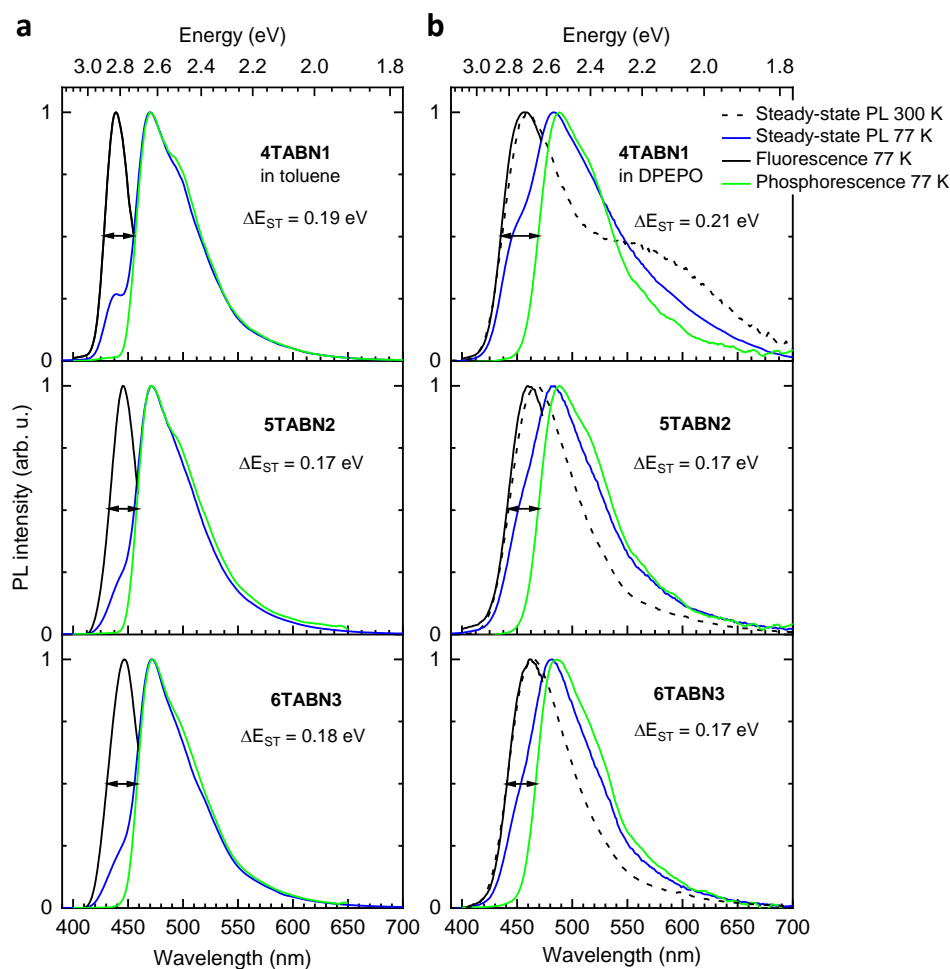 a
b
Energy (eV)
Energy (eV)
3.0 2.8 2.6 2.4 2.2 2.0 1.8
3.0 2.8 2.6 2.4 2.2 2.0 1.8
Steady-state PL 300 K
Steady-state PL 77 K
Fluorescence 77 K
Phosphorescence 77 K
1
4TABN1
in toluene
ΔE_ST = 0.19 eV
0
1
4TABN1
in DPEPO
ΔE_ST = 0.21 eV
0
PL intensity (arb. u.)
1
5TABN2
ΔE_ST = 0.17 eV
0
1
5TABN2
ΔE_ST = 0.17 eV
0
1
6TABN3
ΔE_ST = 0.18 eV
0
1
6TABN3
ΔE_ST = 0.17 eV
0
400 450 500 550 600 650 700
400 450 500 550 600 650 700
Wavelength (nm)
Wavelength (nm)